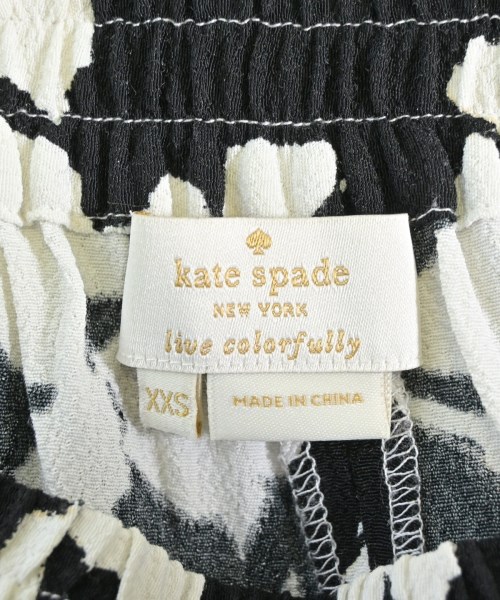 kate spade
NEW YORK
live colorfully
XXS
MADE IN CHINA